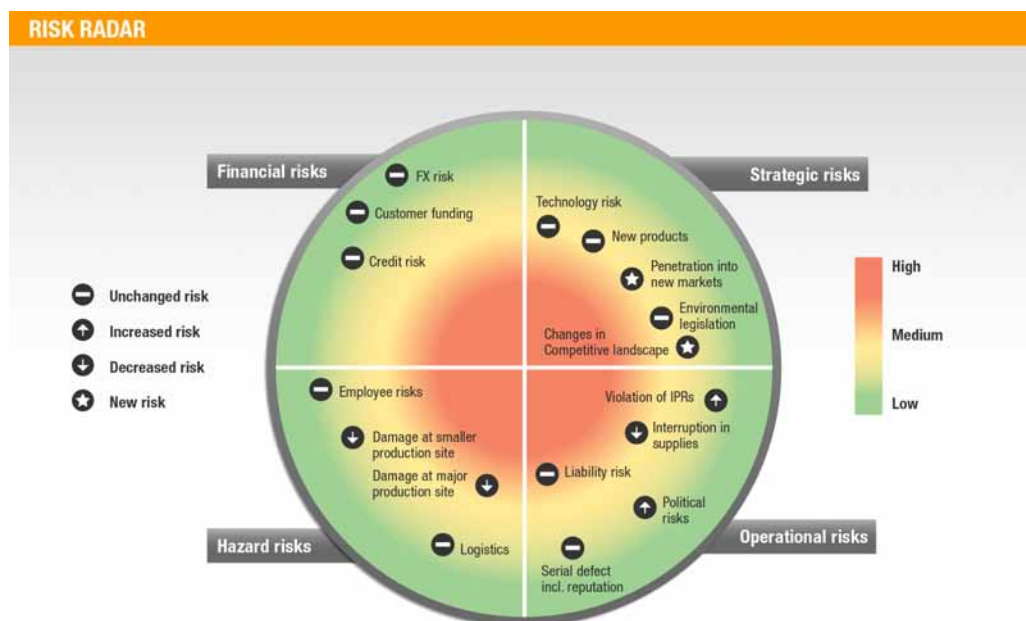 RISK RADAR
Financial risks
Strategic risks
FX risk
Customer funding
Credit risk
Technology risk
New products
Penetration into
new markets
Environmental
legislation
Changes in
Competitive landscape
Unchanged risk
Increased risk
Decreased risk
New risk
High
Medium
Low
Employee risks
Damage at smaller
production site
Damage at major
production site
Logistics
Violation of IPRs
Interruption in
supplies
Liability risk
Political
risks
Serial defect
incl. reputation
Hazard risks
Operational risks